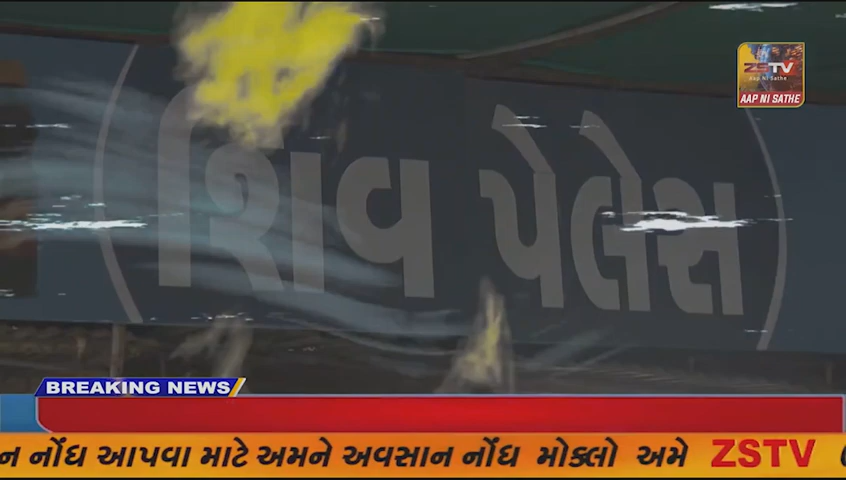 ZSTV
Aap Ni Sathe
AAP NI SATHE
શિવ પેલેસ
BREAKING NEWS
ન નોંધ આપવા માટે અમને અવસાન નોંધ મોકલો અમે ZSTV